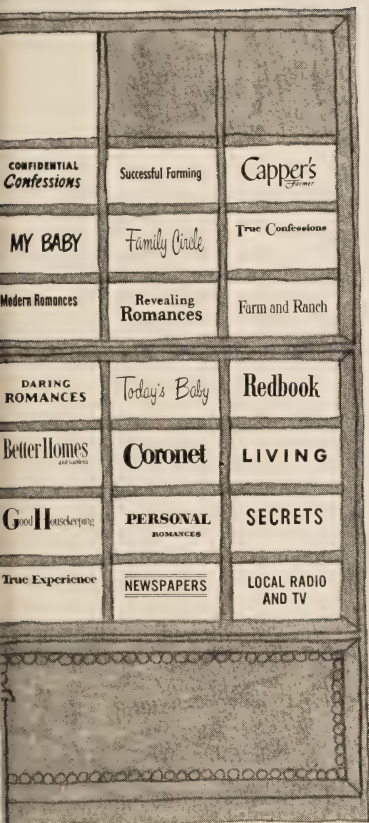 CONFIDENTIAL
Confessions
Successful Farming
Capper's
Farmer
MY BABY
Family Circle
True Confessions
Modern Romances
Revealing
Romances
Farm and Ranch
DARING
ROMANCES
Today's Baby
Redbook
Better Homes
and Gardens
Coronet
LIVING
Good Housekeeping
PERSONAL
ROMANCES
SECRETS
True Experience
NEWSPAPERS
LOCAL RADIO
AND TV